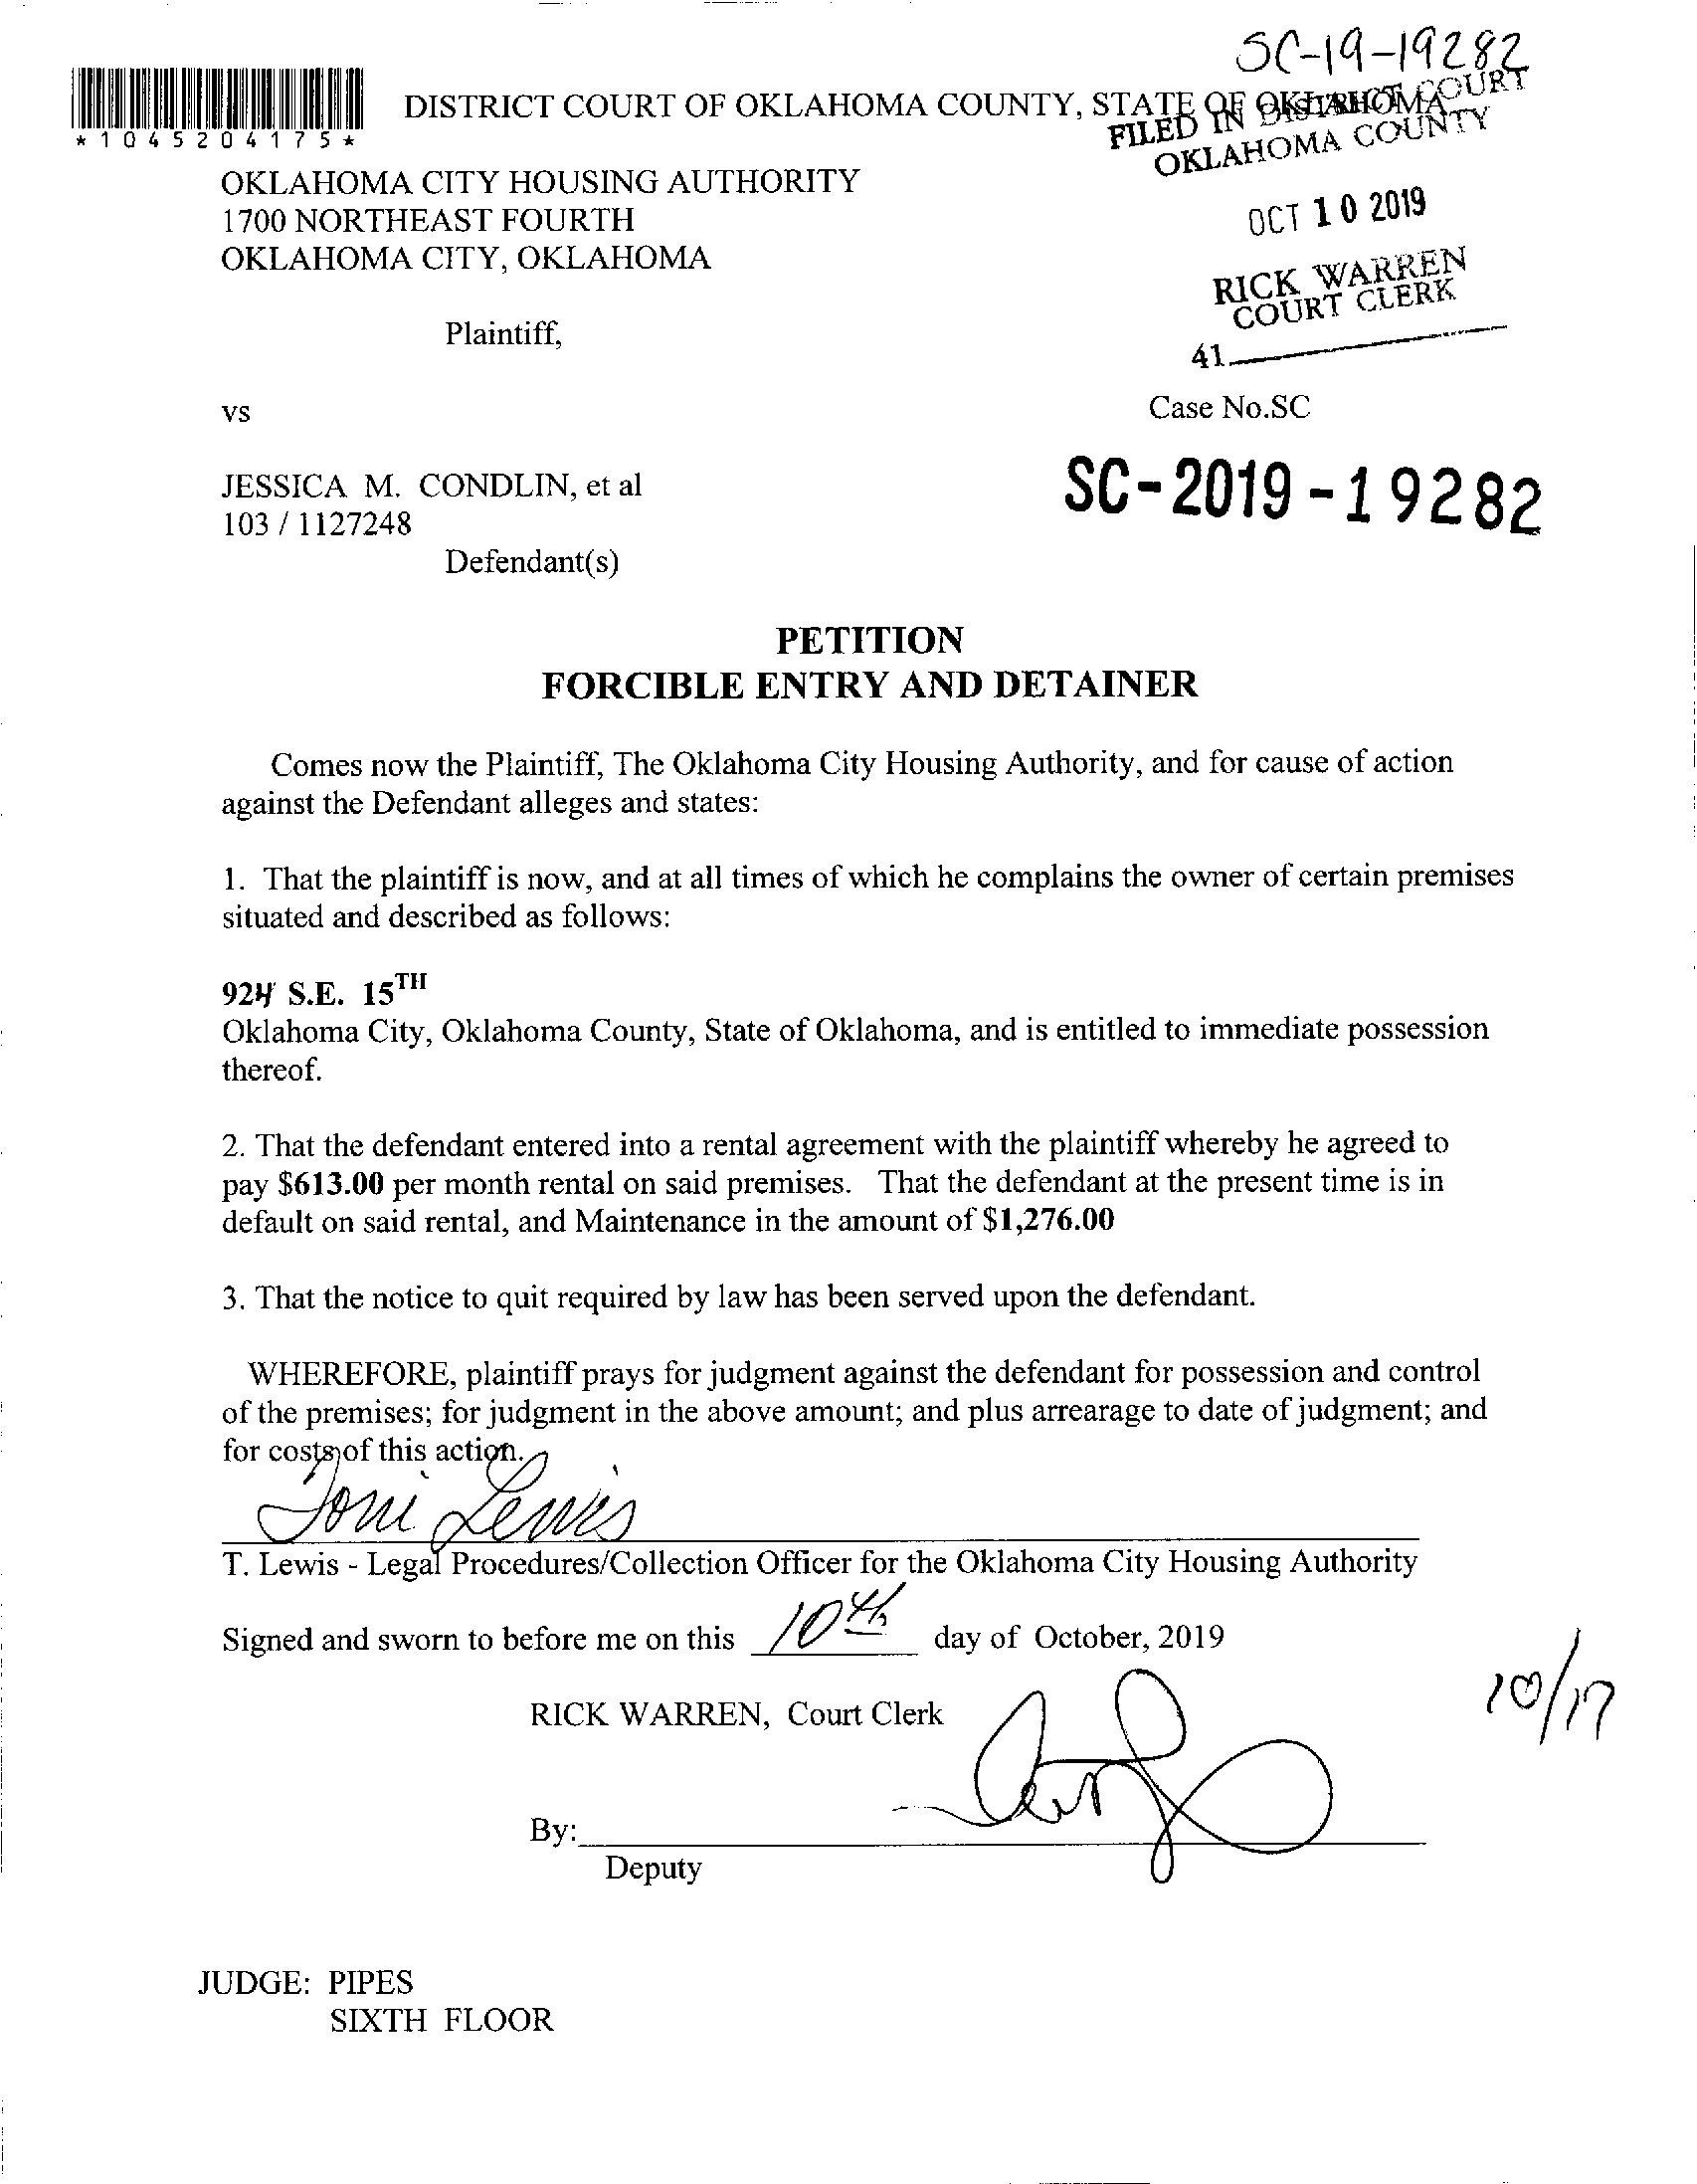 SC-19-19282
*1045204175*
DISTRICT COURT OF OKLAHOMA COUNTY, STATE OF OKLAHOMA
FILED IN DISTRICT COURT
OKLAHOMA COUNTY
OKLAHOMA CITY HOUSING AUTHORITY
1700 NORTHEAST FOURTH
OKLAHOMA CITY, OKLAHOMA
OCT 10 2019
RICK WARREN
COURT CLERK
41
Plaintiff,
vs
Case No.SC
SC-2019-19282
JESSICA M. CONDLIN, et al
103 / 1127248
Defendant(s)
PETITION
FORCIBLE ENTRY AND DETAINER
Comes now the Plaintiff, The Oklahoma City Housing Authority, and for cause of action
against the Defendant alleges and states:
1. That the plaintiff is now, and at all times of which he complains the owner of certain premises
situated and described as follows:
924 S.E. 15TH
Oklahoma City, Oklahoma County, State of Oklahoma, and is entitled to immediate possession
thereof.
2. That the defendant entered into a rental agreement with the plaintiff whereby he agreed to
pay $613.00 per month rental on said premises. That the defendant at the present time is in
default on said rental, and Maintenance in the amount of $1,276.00
3. That the notice to quit required by law has been served upon the defendant.
WHEREFORE, plaintiff prays for judgment against the defendant for possession and control
of the premises; for judgment in the above amount; and plus arrearage to date of judgment; and
for costs of this action.
Toni Lewis
T. Lewis - Legal Procedures/Collection Officer for the Oklahoma City Housing Authority
Signed and sworn to before me on this 10th day of October, 2019
10/17
RICK WARREN, Court Clerk
By:
Deputy
JUDGE: PIPES
SIXTH FLOOR